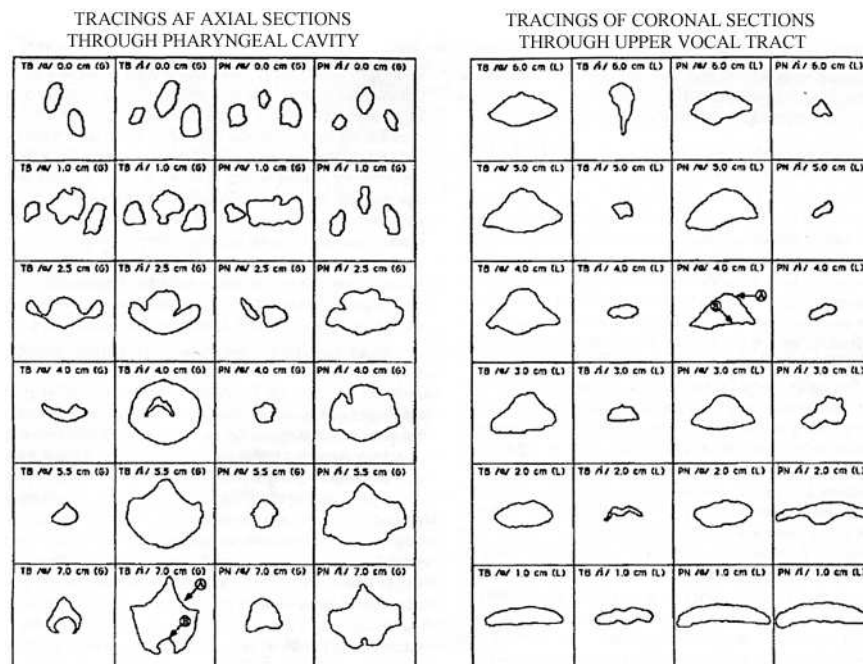 TRACINGS AF AXIAL SECTIONS
THROUGH PHARYNGEAL CAVITY
TB /a/ 0.0 cm (G) TB /i/ 0.0 cm (G) PN /a/ 0.0 cm (G) PN /i/ 0.0 cm (G)
TB /a/ 1.0 cm (G) TB /i/ 1.0 cm (G) PN /a/ 1.0 cm (G) PN /i/ 1.0 cm (G)
TB /a/ 2.5 cm (G) TB /i/ 2.5 cm (G) PN /a/ 2.5 cm (G) PN /i/ 2.5 cm (G)
TB /a/ 4.0 cm (G) TB /i/ 4.0 cm (G) PN /a/ 4.0 cm (G) PN /i/ 4.0 cm (G)
TB /a/ 5.5 cm (G) TB /i/ 5.5 cm (G) PN /a/ 5.5 cm (G) PN /i/ 5.5 cm (G)
TB /a/ 7.0 cm (G) TB /i/ 7.0 cm (G) PN /a/ 7.0 cm (G) PN /i/ 7.0 cm (G)
A
B
TRACINGS OF CORONAL SECTIONS
THROUGH UPPER VOCAL TRACT
TB /a/ 6.0 cm (L) TB /i/ 6.0 cm (L) PN /a/ 6.0 cm (L) PN /i/ 6.0 cm (L)
TB /a/ 5.0 cm (L) TB /i/ 5.0 cm (L) PN /a/ 5.0 cm (L) PN /i/ 5.0 cm (L)
TB /a/ 4.0 cm (L) TB /i/ 4.0 cm (L) PN /a/ 4.0 cm (L) PN /i/ 4.0 cm (L)
A
B
TB /a/ 3.0 cm (L) TB /i/ 3.0 cm (L) PN /a/ 3.0 cm (L) PN /i/ 3.0 cm (L)
TB /a/ 2.0 cm (L) TB /i/ 2.0 cm (L) PN /a/ 2.0 cm (L) PN /i/ 2.0 cm (L)
TB /a/ 1.0 cm (L) TB /i/ 1.0 cm (L) PN /a/ 1.0 cm (L) PN /i/ 1.0 cm (L)